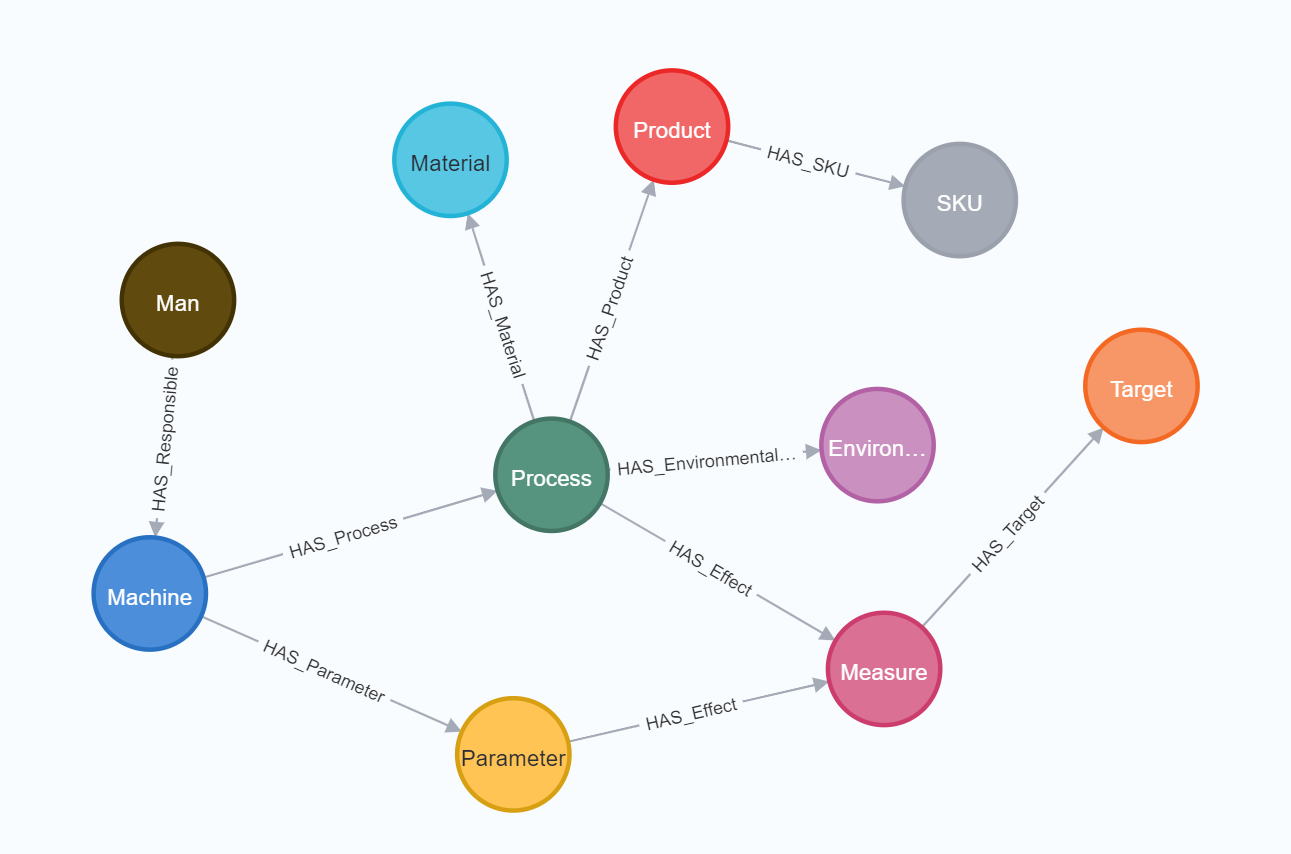 Product
HAS_SKU
Material
SKU
HAS_Product
Man
HAS_Material
Target
HAS_Responsible
Environ…
HAS_Environmental…
Process
HAS_Process
HAS_Target
HAS_Effect
Machine
HAS_Parameter
Measure
HAS_Effect
Parameter